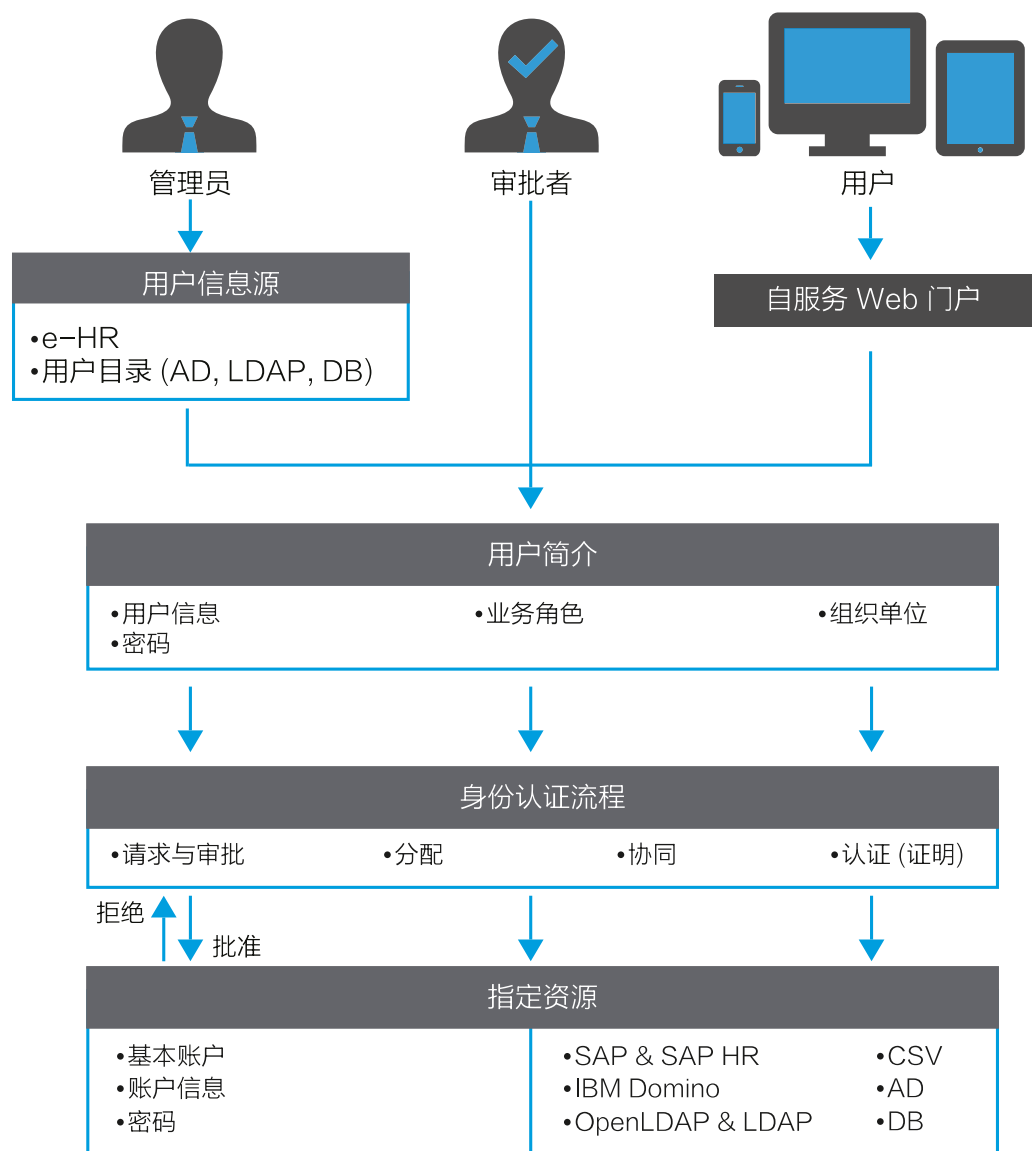 管理员
审批者
用户
用户信息源
•e-HR
•用户目录 (AD, LDAP, DB)
自服务 Web 门户
用户简介
•用户信息
•业务角色
•组织单位
•密码
身份认证流程
•请求与审批
•分配
•协同
•认证 (证明)
拒绝
批准
指定资源
•基本账户
•账户信息
•密码
•SAP & SAP HR
•IBM Domino
•OpenLDAP & LDAP
•CSV
•AD
•DB